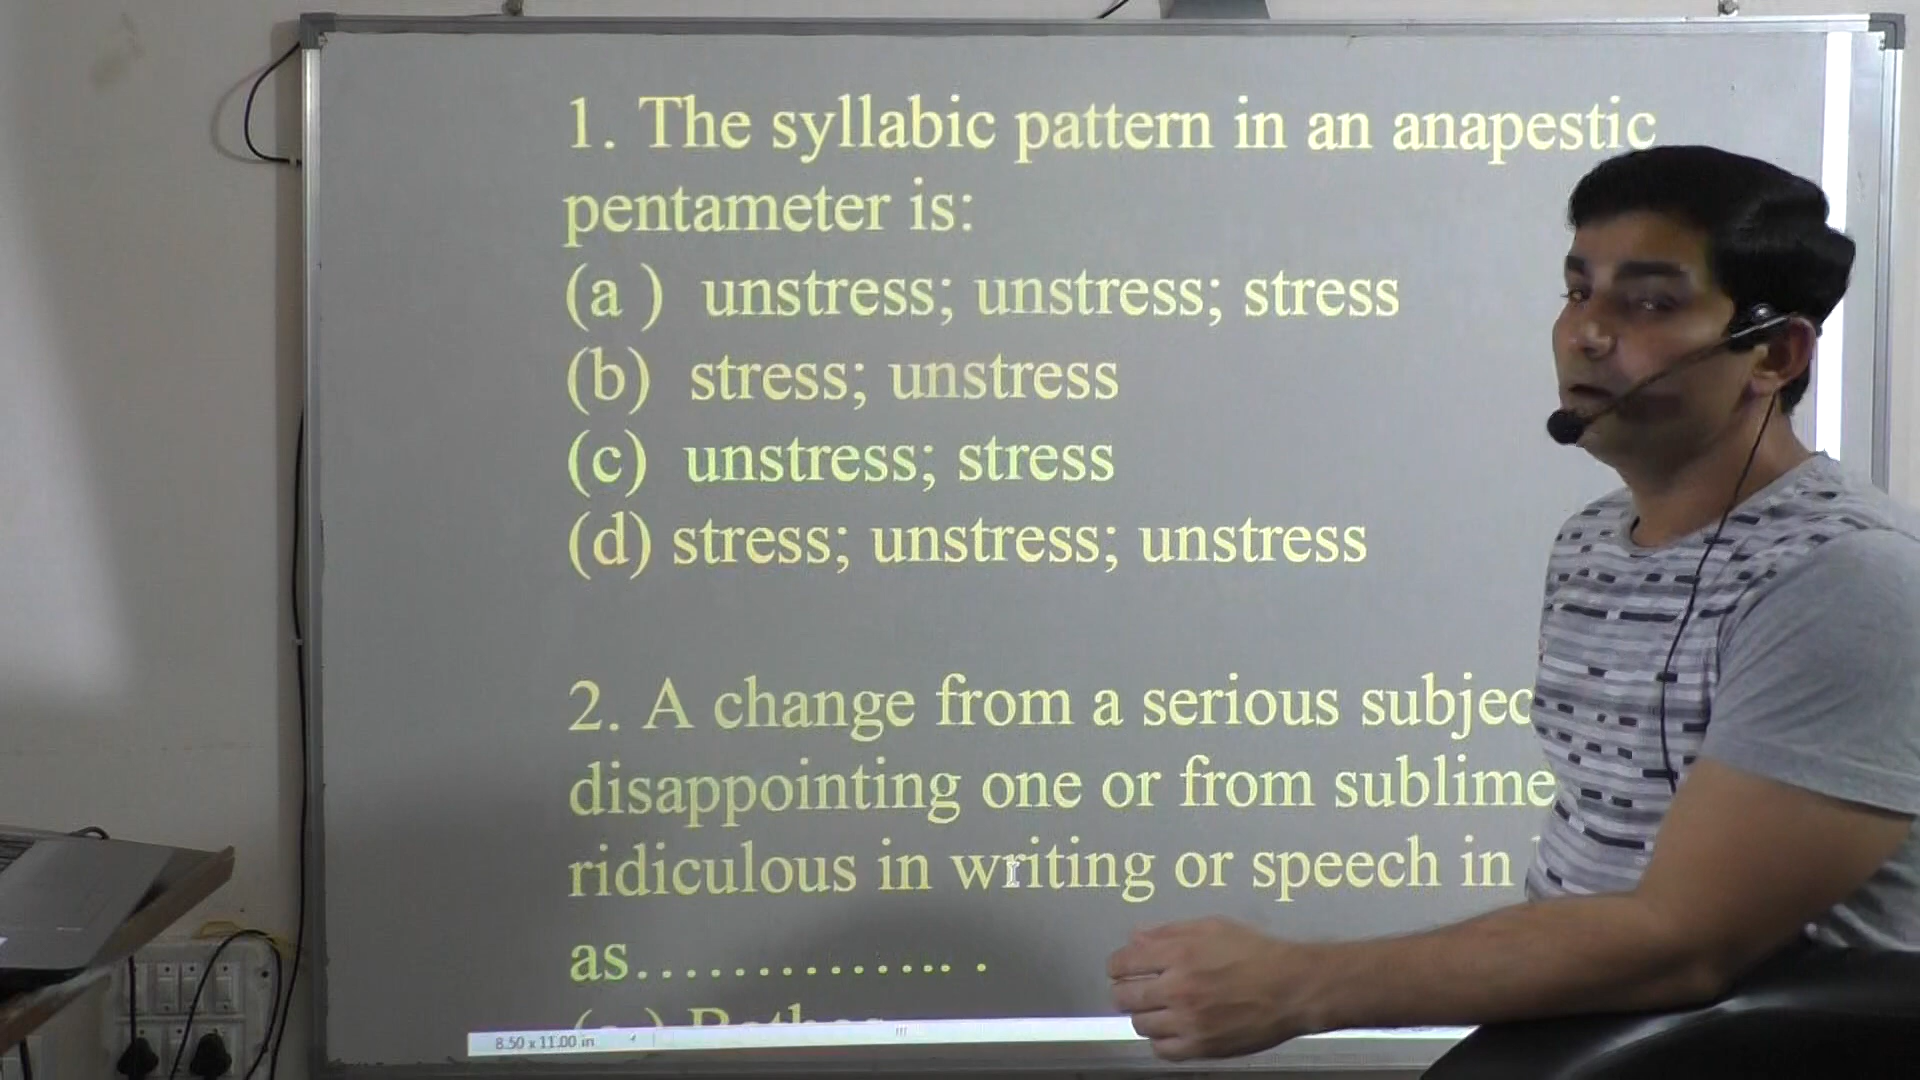 1. The syllabic pattern in an anapestic
pentameter is:
(a ) unstress; unstress; stress
(b) stress; unstress
(c) unstress; stress
(d) stress; unstress; unstress
2. A change from a serious subjec
disappointing one or from sublime
ridiculous in writing or speech in
as............... .
8.50 x 11.00 in